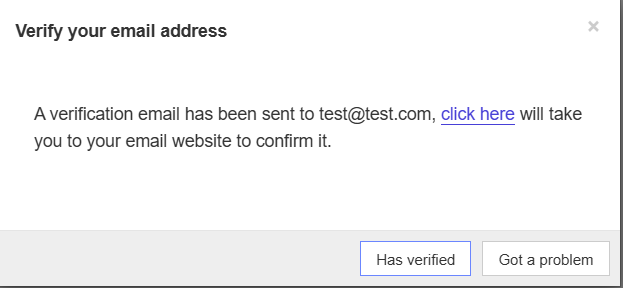 Verify your email address ×
A verification email has been sent to test@test.com, click here will take
you to your email website to confirm it.
Has verified Got a problem